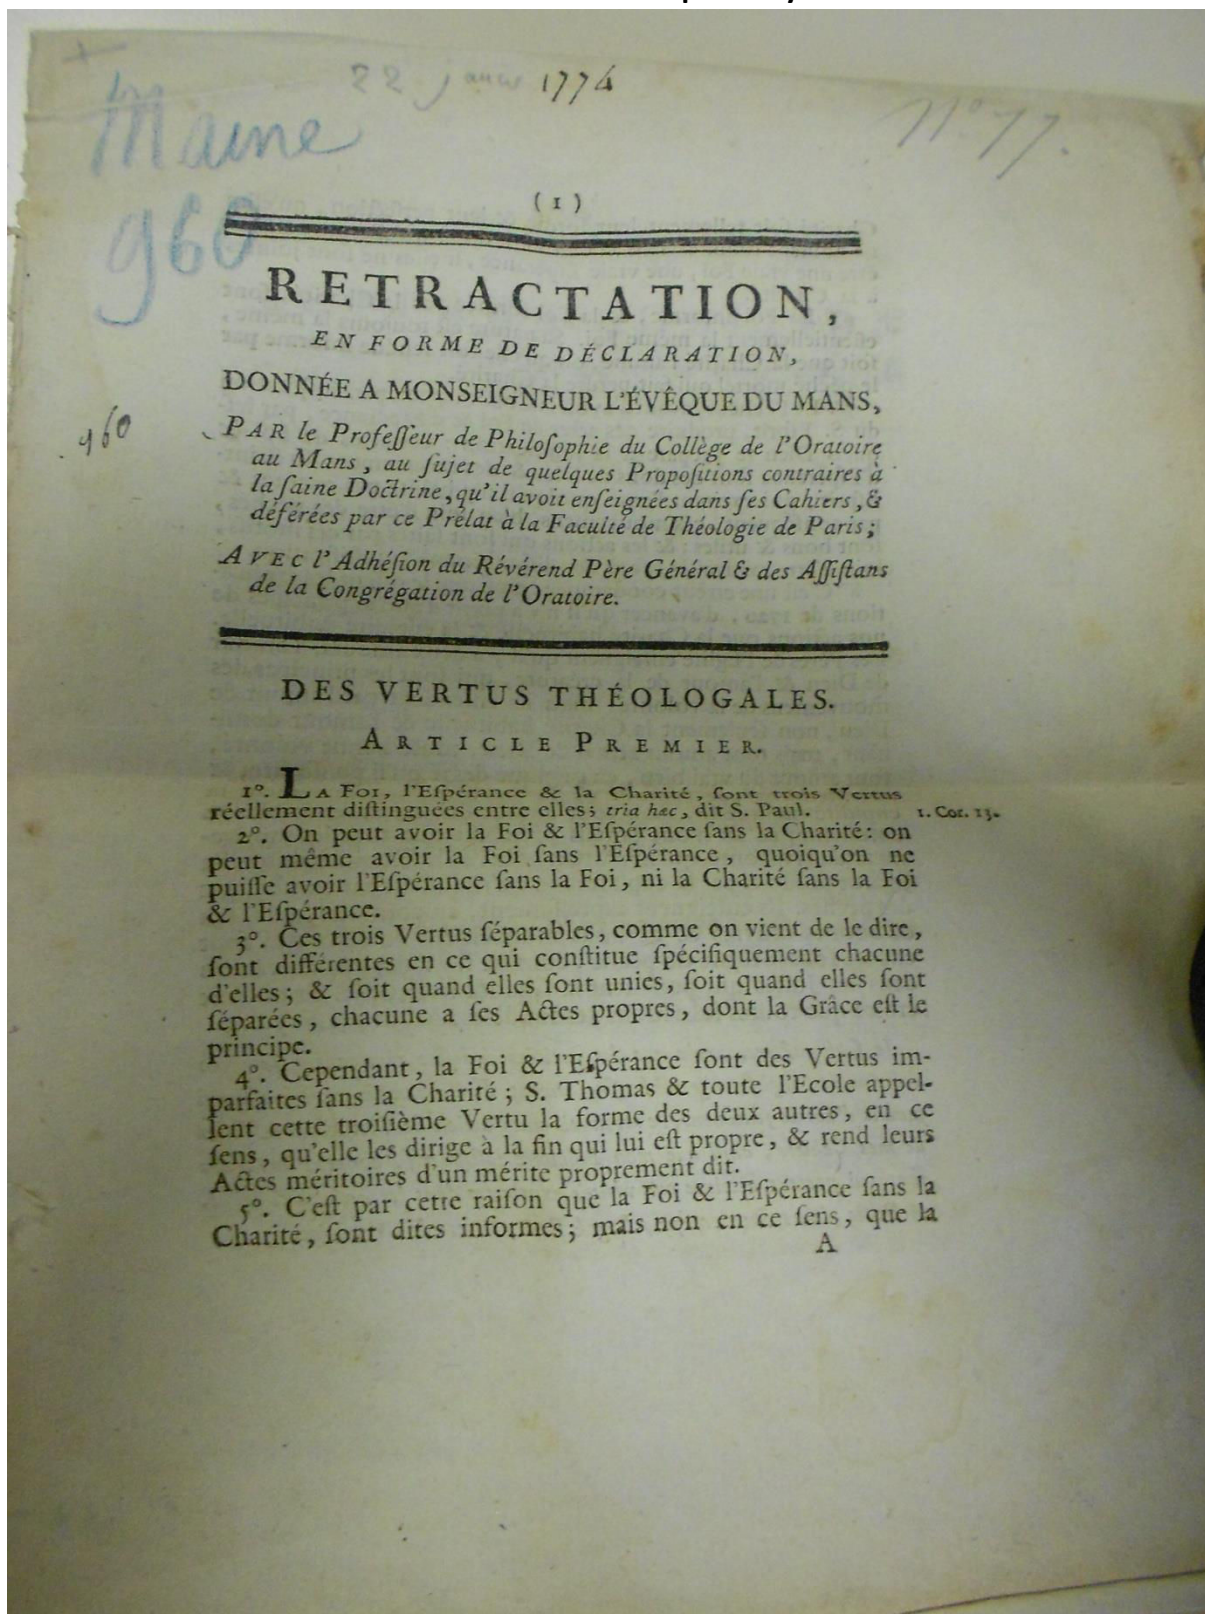 22 janvier 1774
Maine
960
n° 77.
(1)
RETRACTATION,
EN FORME DE DÉCLARATION,
DONNÉE A MONSEIGNEUR L'ÉVÊQUE DU MANS,
960
PAR le Profeſſeur de Philoſophie du Collège de l'Oratoire
au Mans, au ſujet de quelques Propoſitions contraires à
la ſaine Doctrine, qu'il avoit enſeignées dans ſes Cahiers, &
déférées par ce Prélat à la Faculté de Théologie de Paris;
AVEC l'Adhéſion du Révérend Père Général & des Aſſiſtans
de la Congrégation de l'Oratoire.
DES VERTUS THÉOLOGALES.
ARTICLE PREMIER.
1°. LA FOI, l'Eſpérance & la Charité, ſont trois Vertus
réellement diſtinguées entre elles; tria hæc, dit S. Paul. 1. Cor. 13.
2°. On peut avoir la Foi & l'Eſpérance ſans la Charité: on
peut même avoir la Foi ſans l'Eſpérance, quoiqu'on ne
puiſſe avoir l'Eſpérance ſans la Foi, ni la Charité ſans la Foi
& l'Eſpérance.
3°. Ces trois Vertus ſéparables, comme on vient de le dire,
ſont différentes en ce qui conſtitue ſpécifiquement chacune
d'elles; & ſoit quand elles ſont unies, ſoit quand elles ſont
ſéparées, chacune a ſes Actes propres, dont la Grâce eſt le
principe.
4°. Cependant, la Foi & l'Eſpérance ſont des Vertus im-
parfaites ſans la Charité; S. Thomas & toute l'Ecole appel-
lent cette troiſième Vertu la forme des deux autres, en ce
ſens, qu'elle les dirige à la fin qui lui eſt propre, & rend leurs
Actes méritoires d'un mérite proprement dit.
5°. C'eſt par cette raiſon que la Foi & l'Eſpérance ſans la
Charité, ſont dites informes; mais non en ce ſens, que la
A